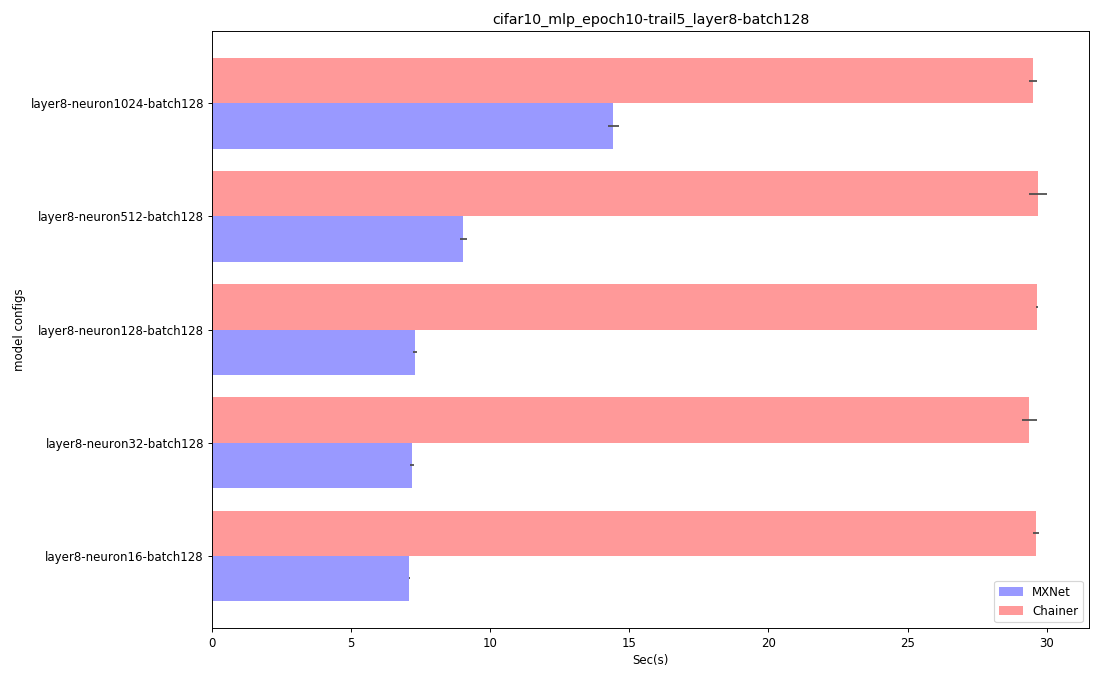 cifar10_mlp_epoch10-trail5_layer8-batch128
model configs
layer8-neuron1024-batch128
layer8-neuron512-batch128
layer8-neuron128-batch128
layer8-neuron32-batch128
layer8-neuron16-batch128
MXNet
Chainer
0 5 10 15 20 25 30
Sec(s)